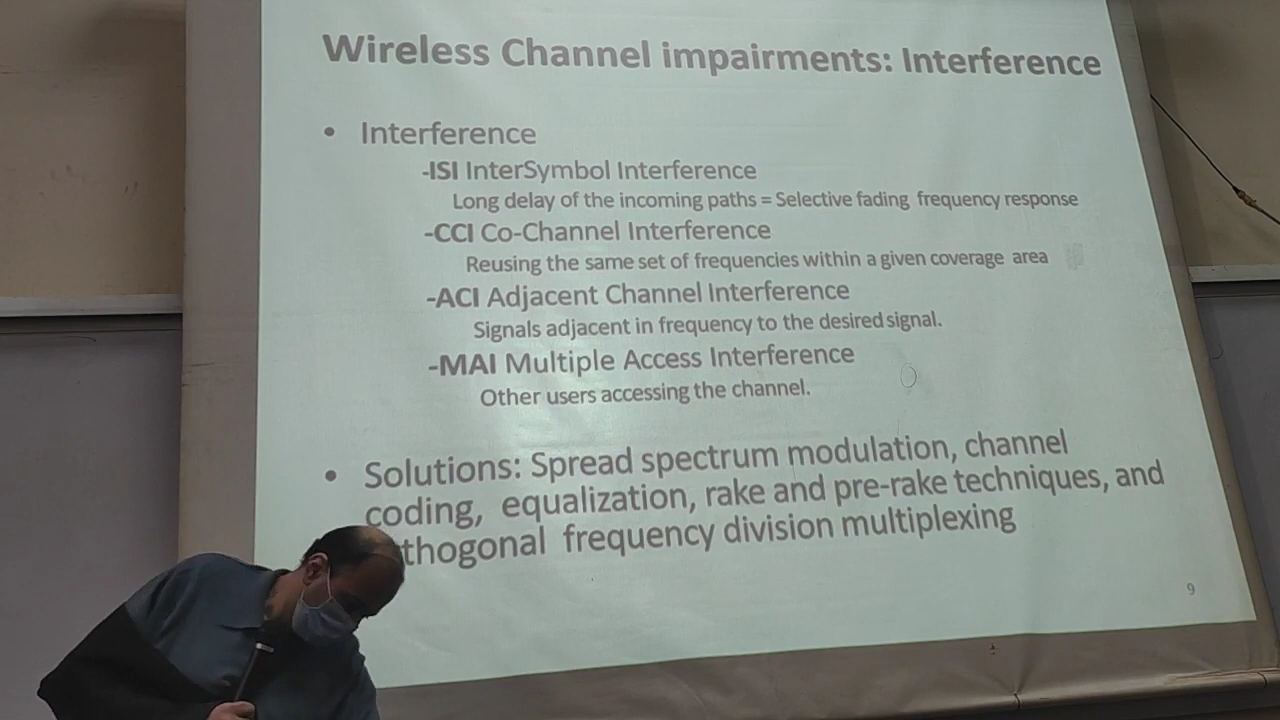 Wireless Channel impairments: Interference
• Interference
-ISI InterSymbol Interference
Long delay of the incoming paths = Selective fading frequency response
-CCI Co-Channel Interference
Reusing the same set of frequencies within a given coverage area
-ACI Adjacent Channel Interference
Signals adjacent in frequency to the desired signal.
-MAI Multiple Access Interference
Other users accessing the channel.
• Solutions: Spread spectrum modulation, channel
coding, equalization, rake and pre-rake techniques, and
thogonal frequency division multiplexing
9